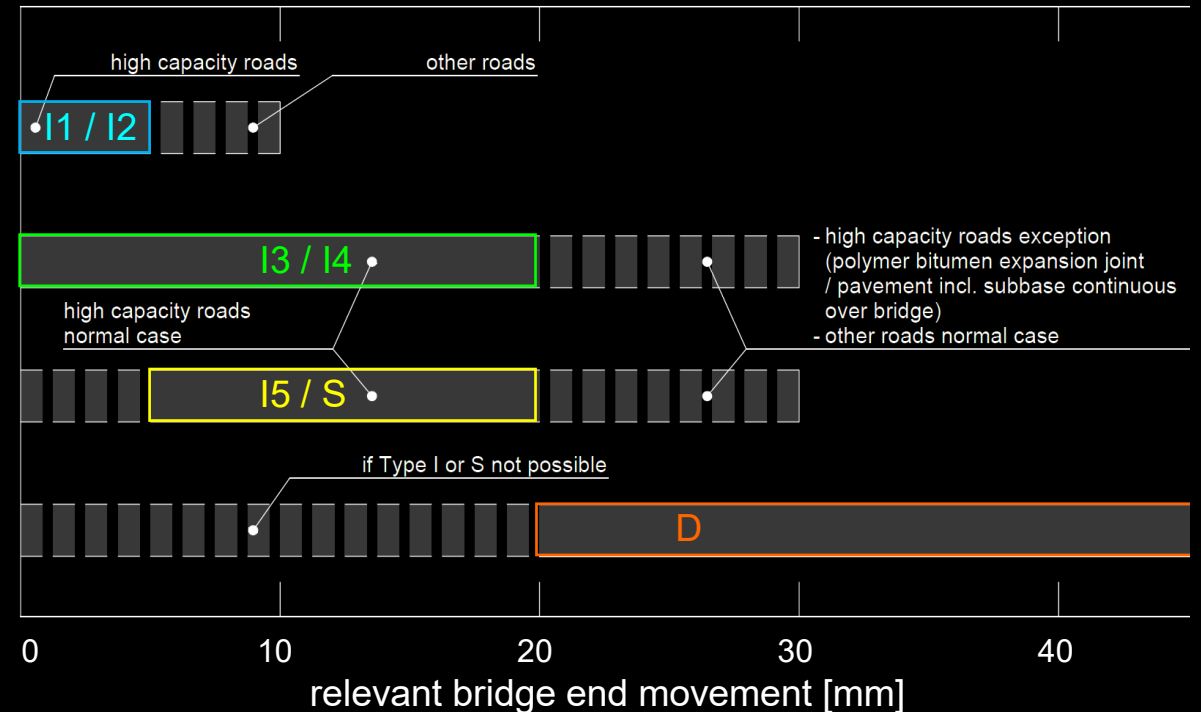 high capacity roads
other roads
I1 / I2
I3 / I4
- high capacity roads exception
(polymer bitumen expansion joint
/ pavement incl. subbase continuous
over bridge)
- other roads normal case
high capacity roads
normal case
I5 / S
if Type I or S not possible
D
0 10 20 30 40
relevant bridge end movement [mm]